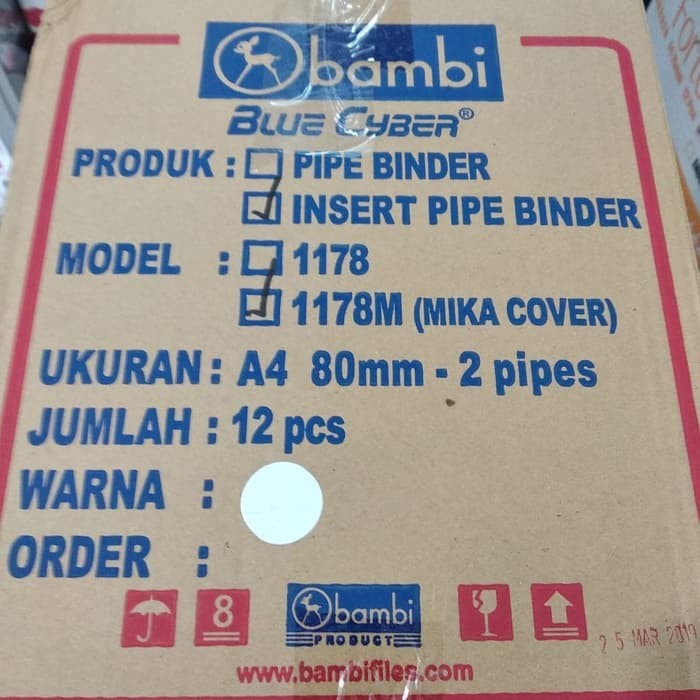 bambi
BLUE CYBER®
PRODUK : PIPE BINDER
INSERT PIPE BINDER
MODEL : 1178
1178M (MIKA COVER)
UKURAN : A4 80mm - 2 pipes
JUMLAH : 12 pcs
WARNA :
ORDER :
8
bambi
PRODUCT
25 MAR 2019
www.bambifiles.com